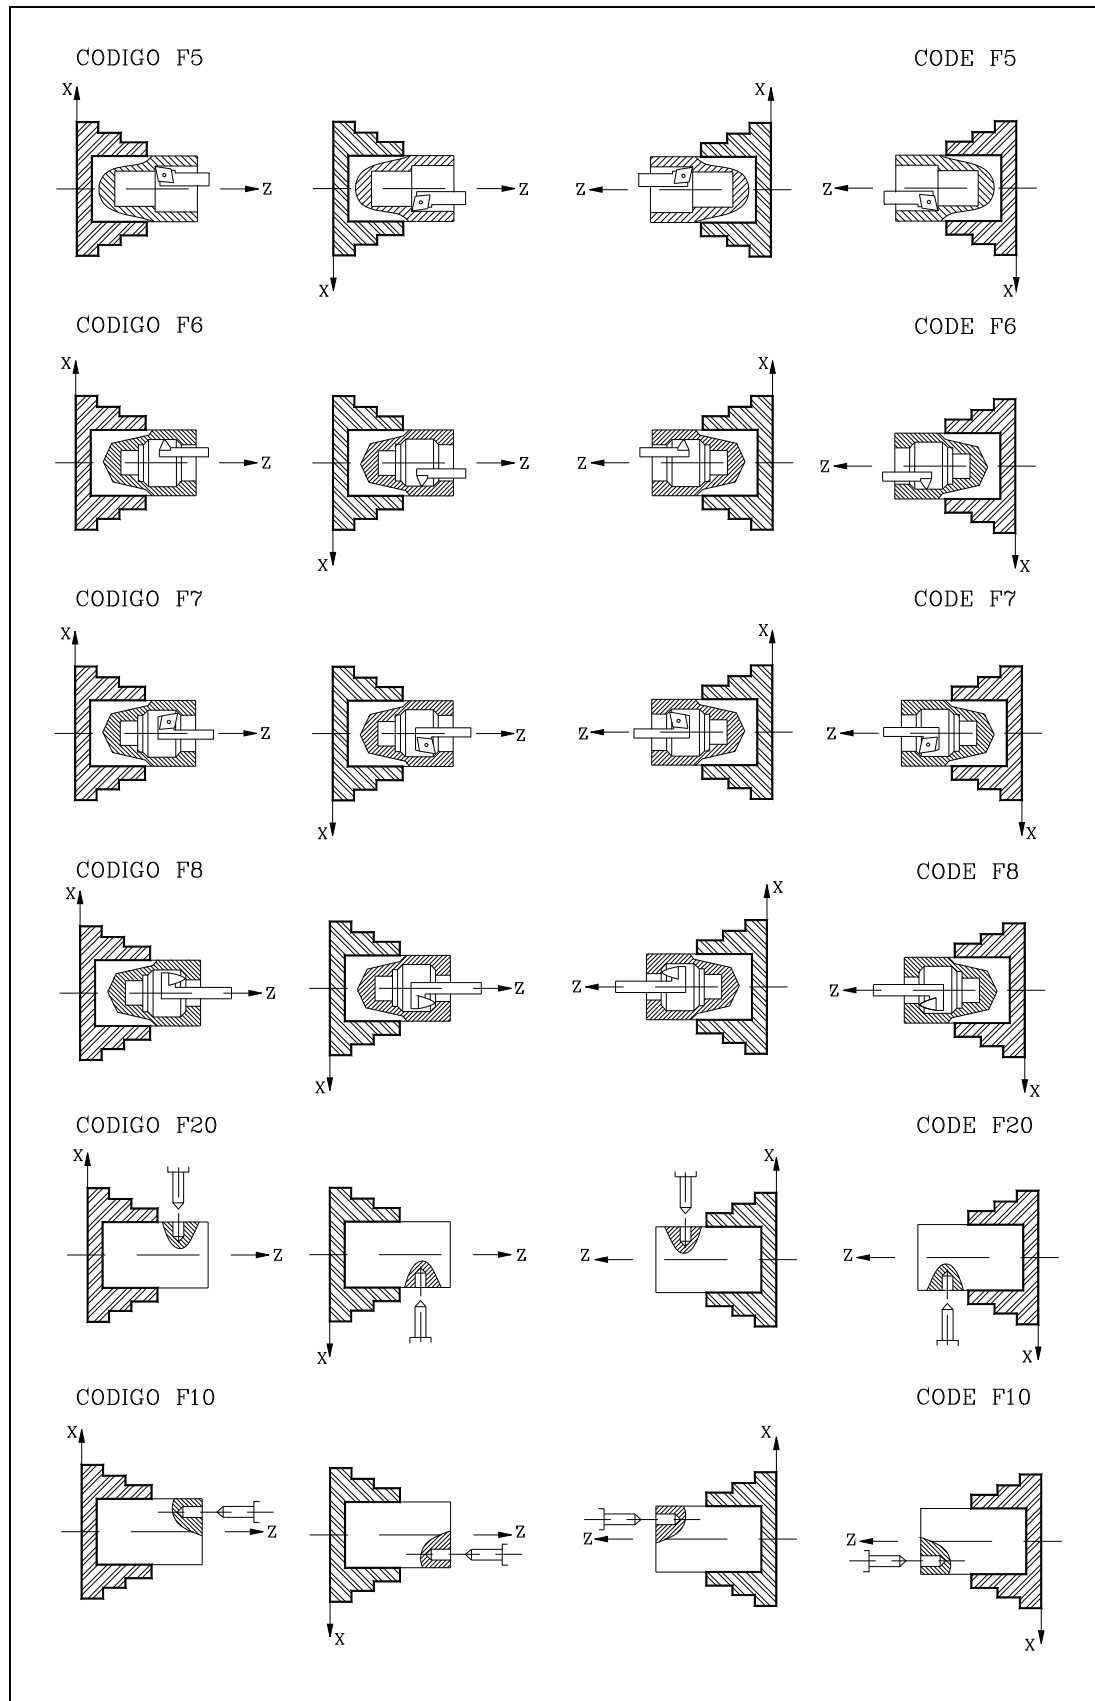 CODIGO F5 CODE F5
X X
Z Z Z Z
X X
CODIGO F6 CODE F6
X X
Z Z Z Z
X X
CODIGO F7 CODE F7
X X
Z Z Z Z
X X
CODIGO F8 CODE F8
X X
Z Z Z Z
X X
CODIGO F20 CODE F20
X X
Z Z Z Z
X X
CODIGO F10 CODE F10
X X
Z Z Z Z
X X